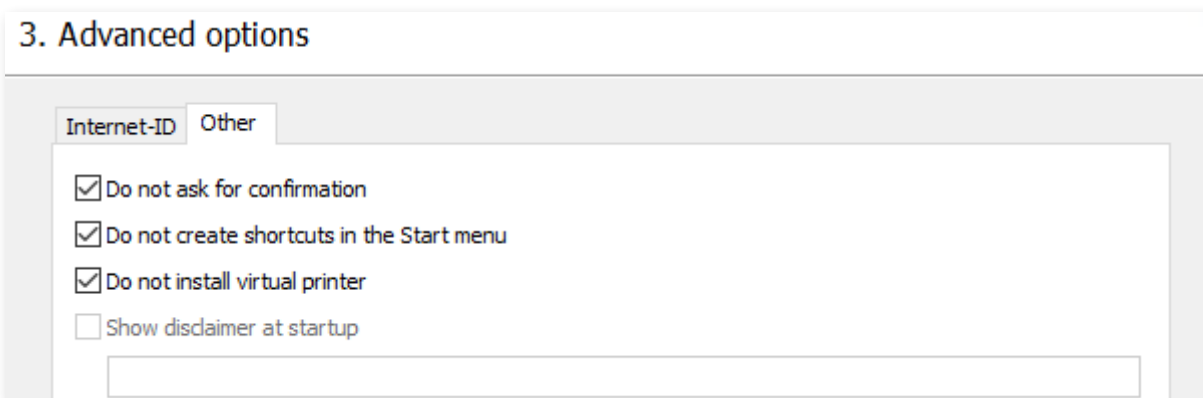 3. Advanced options
Internet-ID
Other
Do not ask for confirmation
Do not create shortcuts in the Start menu
Do not install virtual printer
Show disclaimer at startup